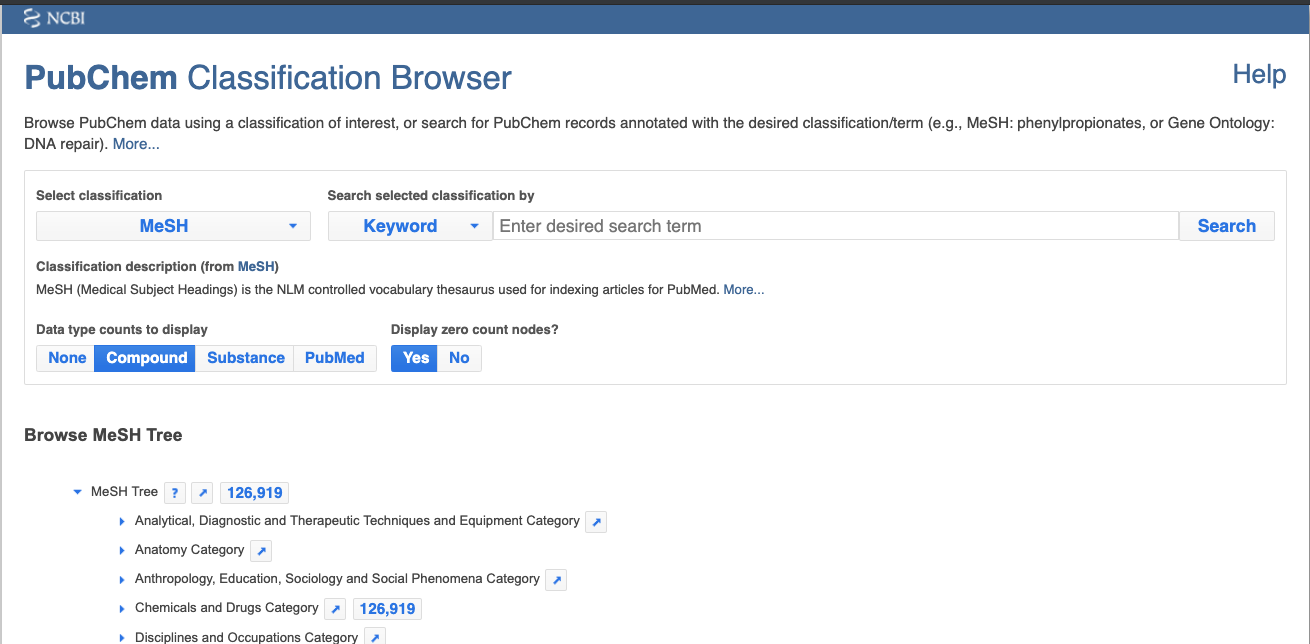 NCBI
PubChem Classification Browser
Help
Browse PubChem data using a classification of interest, or search for PubChem records annotated with the desired classification/term (e.g., MeSH: phenylpropionates, or Gene Ontology:
DNA repair). More...
Select classification
Search selected classification by
MeSH
Keyword
Enter desired search term
Search
Classification description (from MeSH)
MeSH (Medical Subject Headings) is the NLM controlled vocabulary thesaurus used for indexing articles for PubMed. More...
Data type counts to display
Display zero count nodes?
None Compound Substance PubMed
Yes No
Browse MeSH Tree
MeSH Tree ? 126,919
Analytical, Diagnostic and Therapeutic Techniques and Equipment Category
Anatomy Category
Anthropology, Education, Sociology and Social Phenomena Category
Chemicals and Drugs Category 126,919
Disciplines and Occupations Category